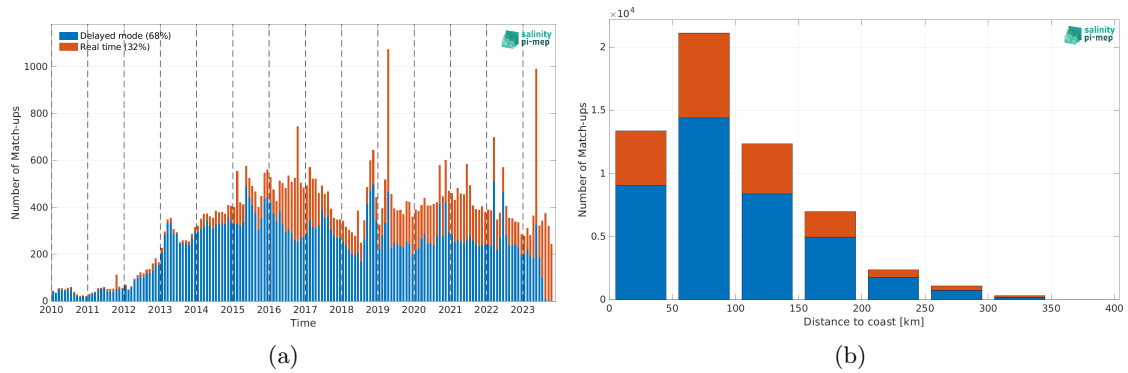 Delayed mode (68%)
Real time (32%)
salinity
pi-mep
Number of Match-ups
1000
800
600
400
200
0
2010 2011 2012 2013 2014 2015 2016 2017 2018 2019 2020 2021 2022 2023
Time
(a)
×10⁴
salinity
pi-mep
Number of Match-ups
2
1.5
1
0.5
0
0 50 100 150 200 250 300 350 400
Distance to coast [km]
(b)